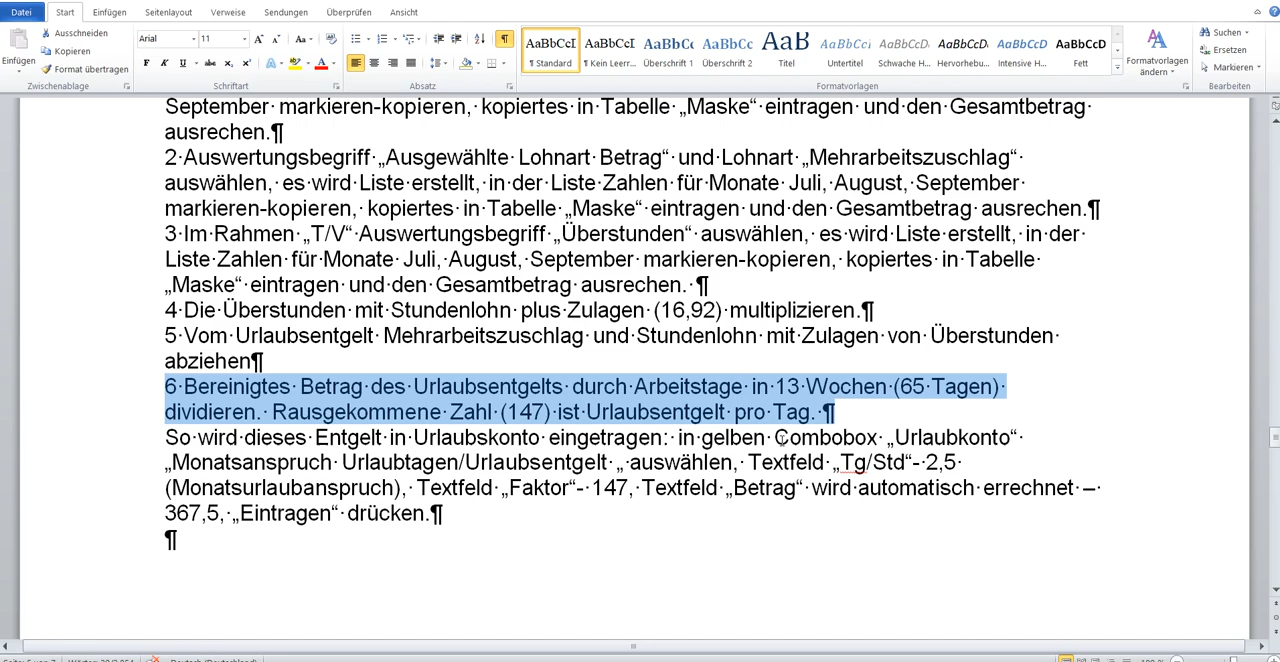 Datei Start Einfügen Seitenlayout Verweise Sendungen Überprüfen Ansicht
Einfügen
Ausschneiden
Kopieren
Format übertragen
Zwischenablage
Arial 11
Schriftart
Absatz
AaBbCcI AaBbCcI AaBbCc AaBbCc AaB AaBbCcI AaBbCcD AaBbCcD AaBbCcD AaBbCcD
¶ Standard ¶ Kein Leerr... Überschrift 1 Überschrift 2 Titel Untertitel Schwache H... Hervorhebu... Intensive H... Fett
Formatvorlagen
Formatvorlagen ändern
Suchen
Ersetzen
Markieren
Bearbeiten
September markieren-kopieren, kopiertes in Tabelle „Maske“ eintragen und den Gesamtbetrag
ausrechen.¶
2 Auswertungsbegriff „Ausgewählte Lohnart Betrag“ und Lohnart „Mehrarbeitszuschlag“
auswählen, es wird Liste erstellt, in der Liste Zahlen für Monate Juli, August, September
markieren-kopieren, kopiertes in Tabelle „Maske“ eintragen und den Gesamtbetrag ausrechen.¶
3 Im Rahmen „T/V“ Auswertungsbegriff „Überstunden“ auswählen, es wird Liste erstellt, in der
Liste Zahlen für Monate Juli, August, September markieren-kopieren, kopiertes in Tabelle
„Maske“ eintragen und den Gesamtbetrag ausrechen. ¶
4 Die Überstunden mit Stundenlohn plus Zulagen (16,92) multiplizieren.¶
5 Vom Urlaubsentgelt Mehrarbeitszuschlag und Stundenlohn mit Zulagen von Überstunden
abziehen¶
6 Bereinigtes Betrag des Urlaubsentgelts durch Arbeitstage in 13 Wochen (65 Tagen)
dividieren. Rausgekommene Zahl (147) ist Urlaubsentgelt pro Tag. ¶
So wird dieses Entgelt in Urlaubskonto eingetragen: in gelben Combobox „Urlaubkonto“
„Monatsanspruch Urlaubtagen/Urlaubsentgelt „ auswählen, Textfeld „Tg/Std“- 2,5
(Monatsurlaubanspruch), Textfeld „Faktor“- 147, Textfeld „Betrag“ wird automatisch errechnet –
367,5, „Eintragen“ drücken.¶
¶